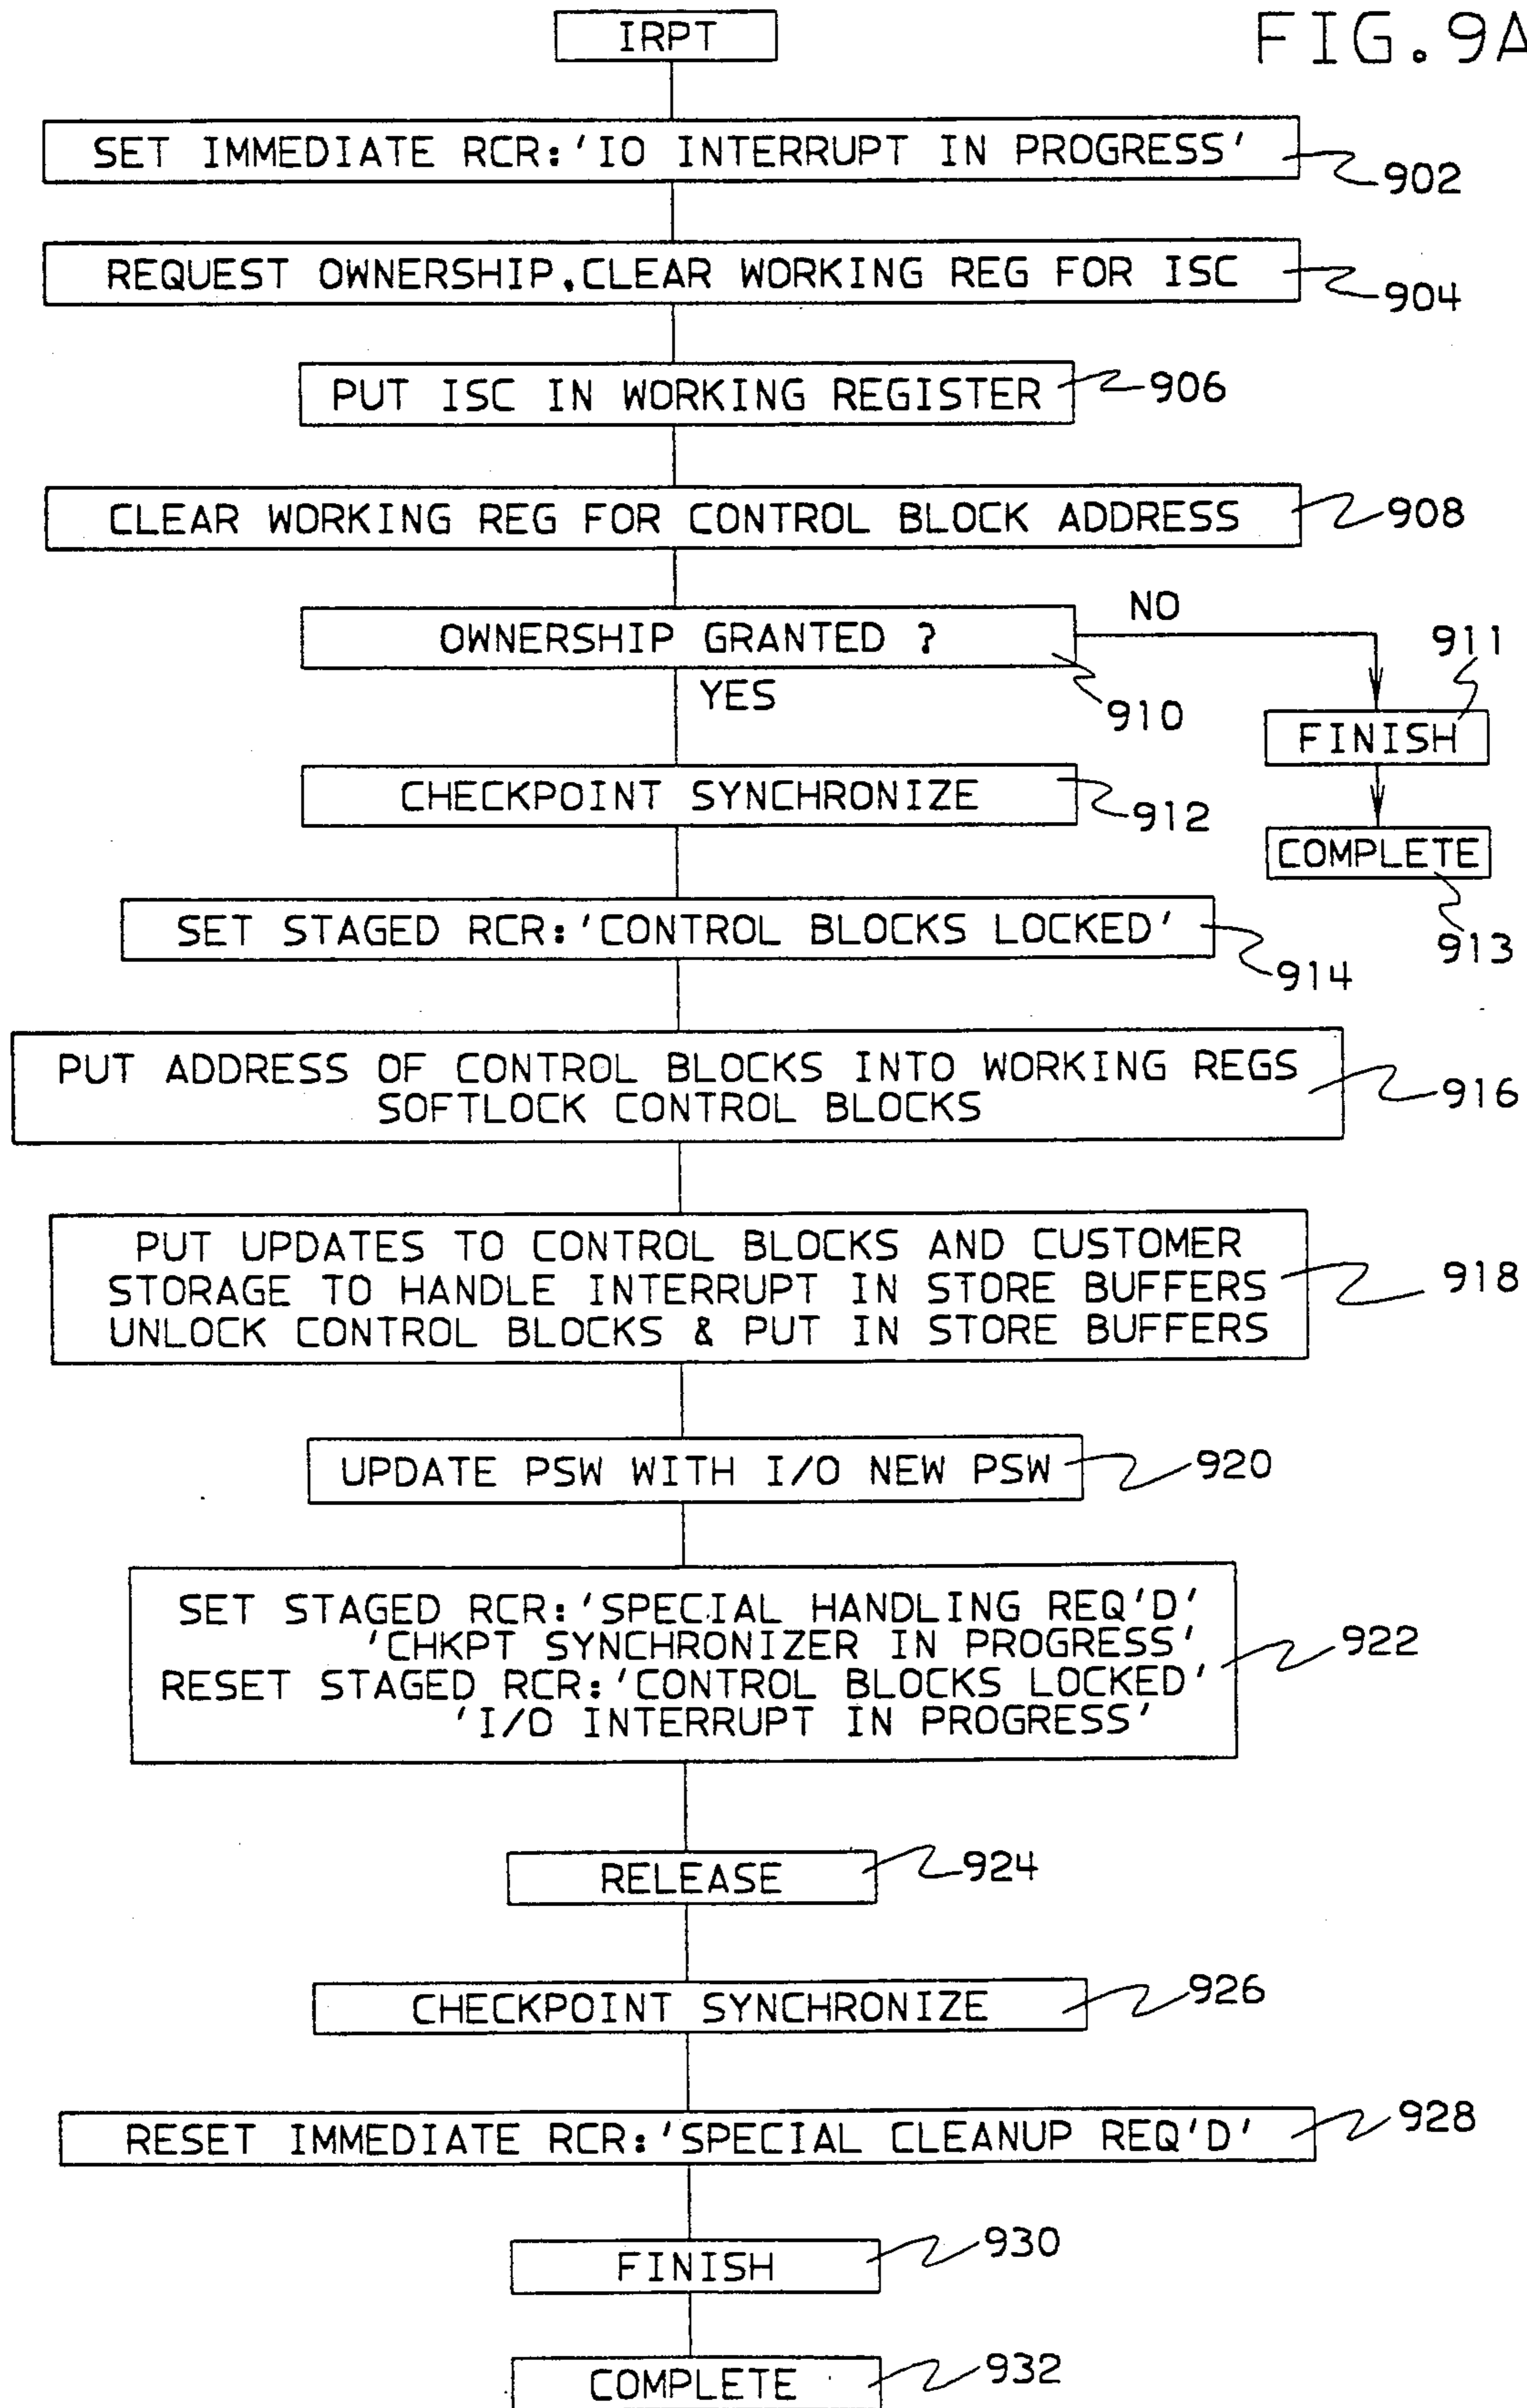 FIG.9A
IRPT
SET IMMEDIATE RCR:'IO INTERRUPT IN PROGRESS'
902
REQUEST OWNERSHIP.CLEAR WORKING REG FOR ISC
904
PUT ISC IN WORKING REGISTER
906
CLEAR WORKING REG FOR CONTROL BLOCK ADDRESS
908
OWNERSHIP GRANTED ?
NO
910
YES
911
FINISH
COMPLETE
913
CHECKPOINT SYNCHRONIZE
912
SET STAGED RCR:'CONTROL BLOCKS LOCKED'
914
PUT ADDRESS OF CONTROL BLOCKS INTO WORKING REGS
SOFTLOCK CONTROL BLOCKS
916
PUT UPDATES TO CONTROL BLOCKS AND CUSTOMER
STORAGE TO HANDLE INTERRUPT IN STORE BUFFERS
UNLOCK CONTROL BLOCKS & PUT IN STORE BUFFERS
918
UPDATE PSW WITH I/O NEW PSW
920
SET STAGED RCR:'SPECIAL HANDLING REQ'D'
'CHKPT SYNCHRONIZER IN PROGRESS'
RESET STAGED RCR:'CONTROL BLOCKS LOCKED'
'I/O INTERRUPT IN PROGRESS'
922
RELEASE
924
CHECKPOINT SYNCHRONIZE
926
RESET IMMEDIATE RCR:'SPECIAL CLEANUP REQ'D'
928
FINISH
930
COMPLETE
932